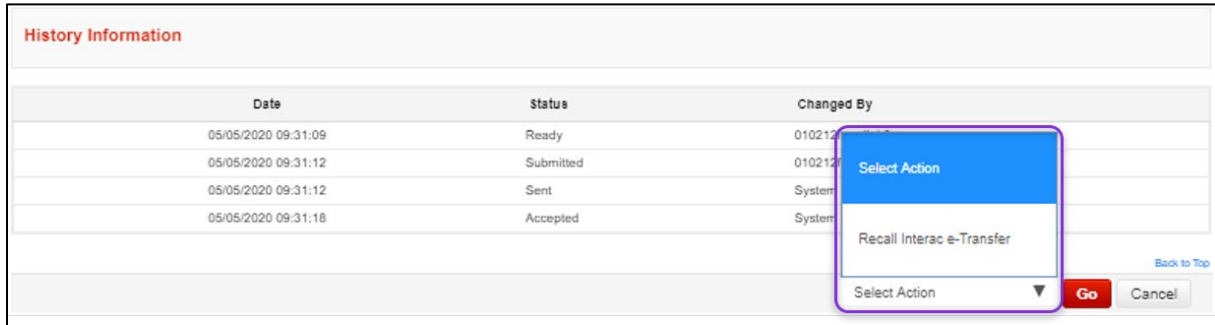 History Information
Date Status Changed By
05/05/2020 09:31:09 Ready 010212
05/05/2020 09:31:12 Submitted 010212
05/05/2020 09:31:12 Sent System
05/05/2020 09:31:18 Accepted System
Select Action
Recall Interac e-Transfer
Back to Top
Select Action Go Cancel